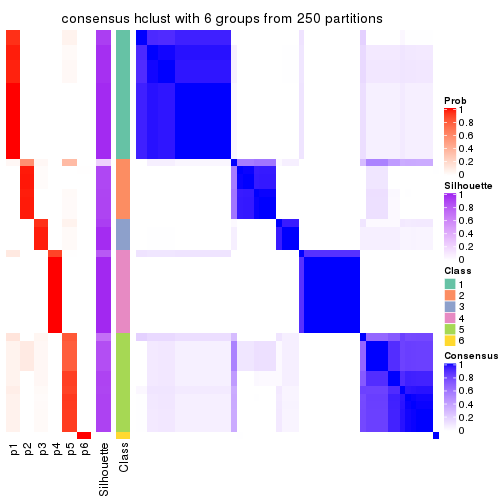 consensus hclust with 6 groups from 250 partitions
Prob
1
0.8
0.6
0.4
0.2
0
Silhouette
1
0.8
0.6
0.4
0.2
0
Class
1
2
3
4
5
6
Consensus
1
0.8
0.6
0.4
0.2
0
p1
p2
p3
p4
p5
p6
Silhouette
Class